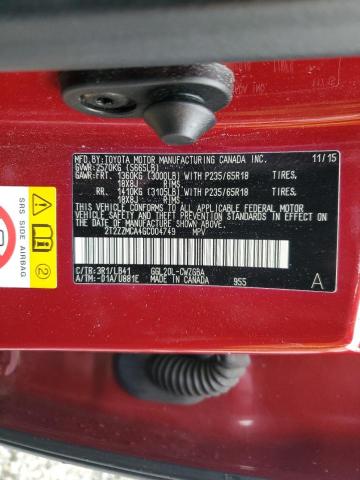 MFD.BY:TOYOTA MOTOR MANUFACTURING CANADA INC. 11/15
GVWR:2570KG (5665LB)
GAWR:FRT. 1360KG (3000LB) WITH P235/65R18 TIRES,
18X8J RIMS,
RR. 1410KG (3105LB) WITH P235/65R18 TIRES,
18X8J RIMS,
THIS VEHICLE CONFORMS TO ALL APPLICABLE FEDERAL MOTOR
VEHICLE SAFETY AND THEFT PREVENTION STANDARDS IN EFFECT ON
THE DATE OF MANUFACTURE SHOWN ABOVE.
2T2ZZMCA4GC004749 MPV
C/TR:3R1/LB41 GGL20L-CWZGBA A
A/TM:-01A/U881E MADE IN CANADA 955
SRS SIDE AIRBAG